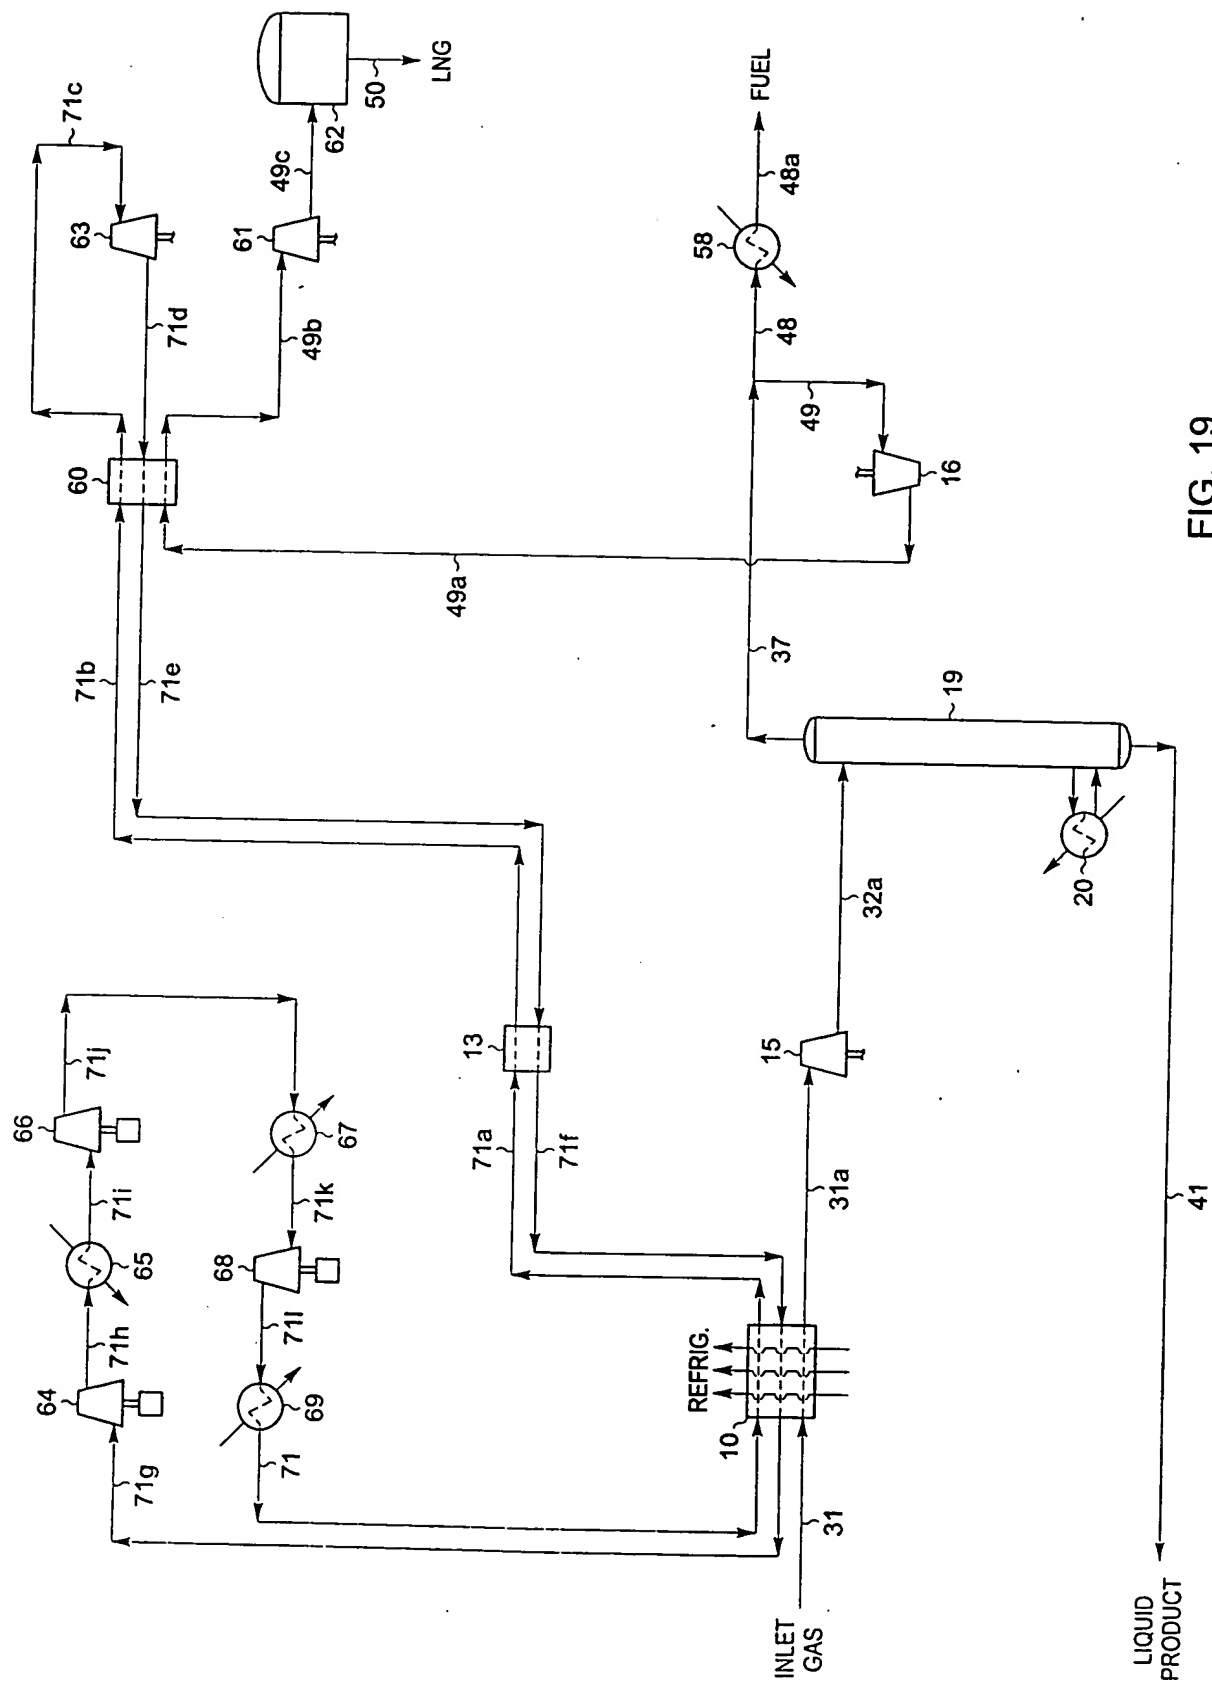 64
71h
65
71i
66
71j
71g
68
71k
67
71l
69
71
60
63
71c
71d
61
49c
62
50
LNG
49b
71b
71e
13
71a
71f
49a
REFRIG.
10
INLET
GAS
31
31a
15
32a
37
19
20
48
58
48a
FUEL
49
16
41
LIQUID
PRODUCT
FIG. 19